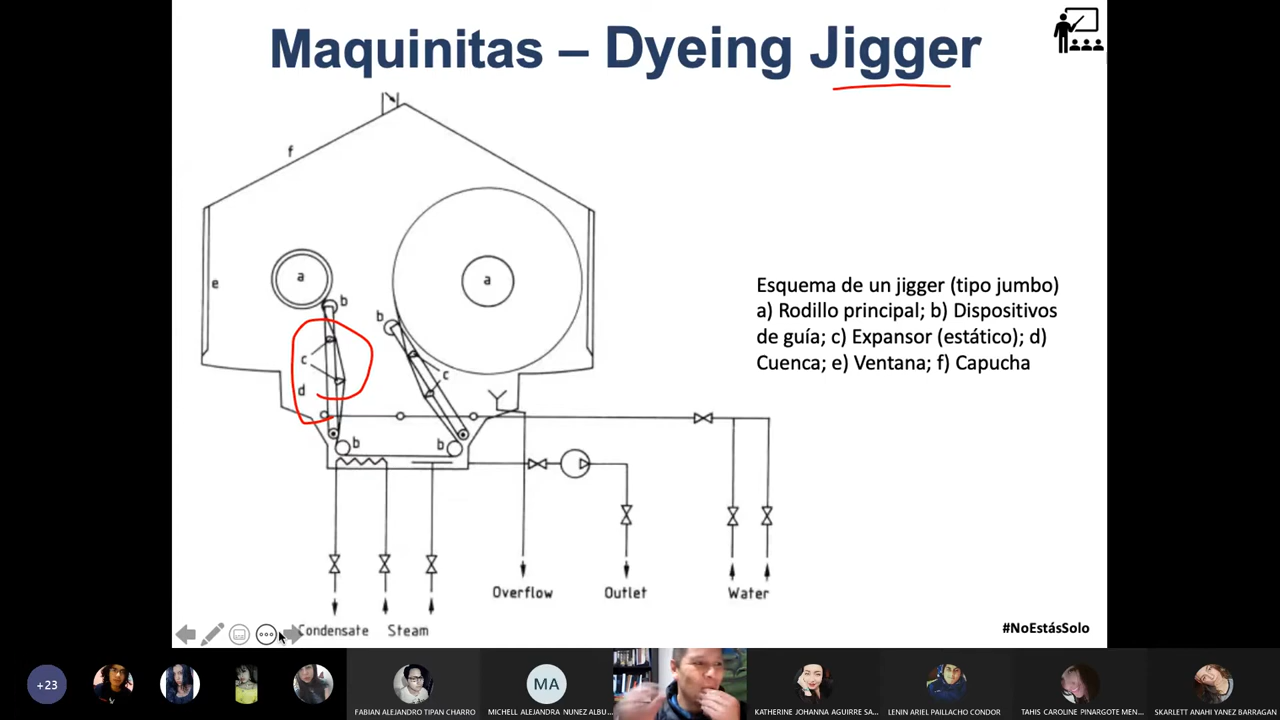 Maquinitas – Dyeing Jigger
f
e
a
b
a
b
c
c
d
b
b
Esquema de un jigger (tipo jumbo)
a) Rodillo principal; b) Dispositivos
de guía; c) Expansor (estático); d)
Cuenca; e) Ventana; f) Capucha
Overflow
Outlet
Water
Condensate
Steam
#NoEstásSolo
+23
MA
FABIAN ALEJANDRO TIPAN CHARRO
MICHELL ALEJANDRA NUNEZ ALBU...
KATHERINE JOHANNA AGUIRRE SA...
LENIN ARIEL PAILLACHO CONDOR
TAHIS CAROLINE PINARGOTE MEN...
SKARLETT ANAHI YANEZ BARRAGAN